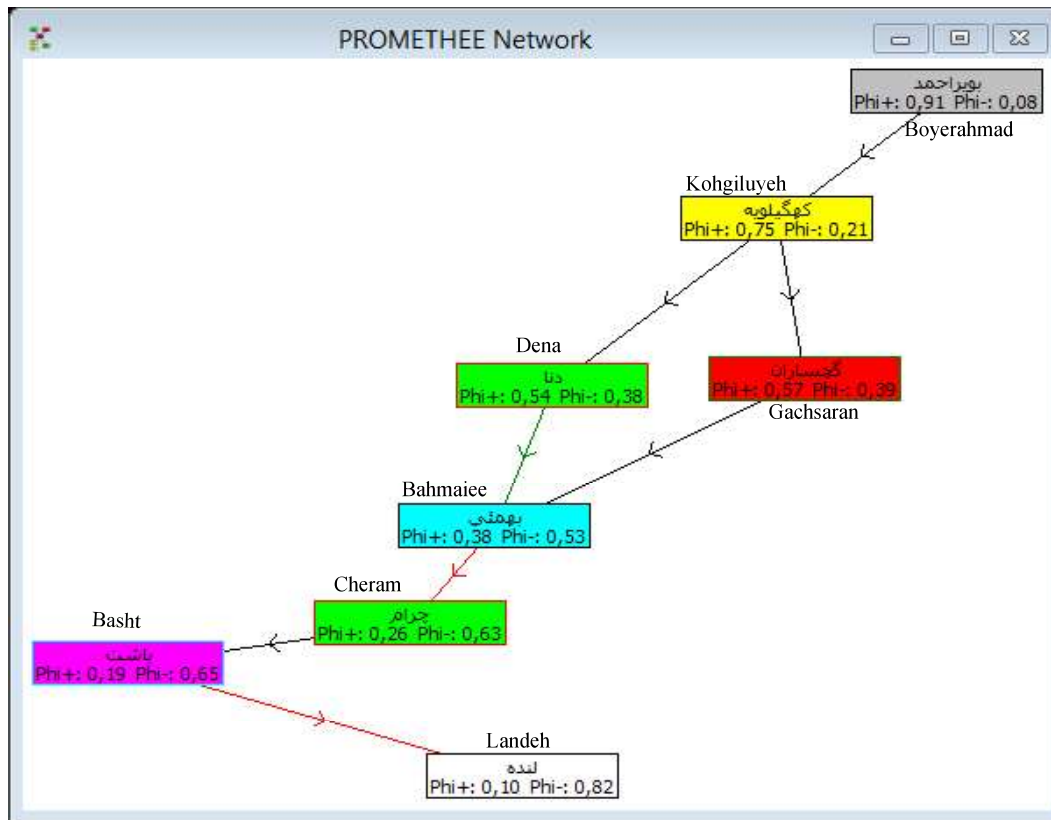 PROMETHEE Network
بویراحمد
Phi+: 0,91 Phi-: 0,08
Boyerahmad
Kohgiluyeh
کهگیلویه
Phi+: 0,75 Phi-: 0,21
Dena
دنا
Phi+: 0,54 Phi-: 0,38
گچساران
Phi+: 0,57 Phi-: 0,39
Gachsaran
Bahmaiee
بهمئی
Phi+: 0,38 Phi-: 0,53
Cheram
چرام
Phi+: 0,26 Phi-: 0,63
Basht
باشت
Phi+: 0,19 Phi-: 0,65
Landeh
لنده
Phi+: 0,10 Phi-: 0,82